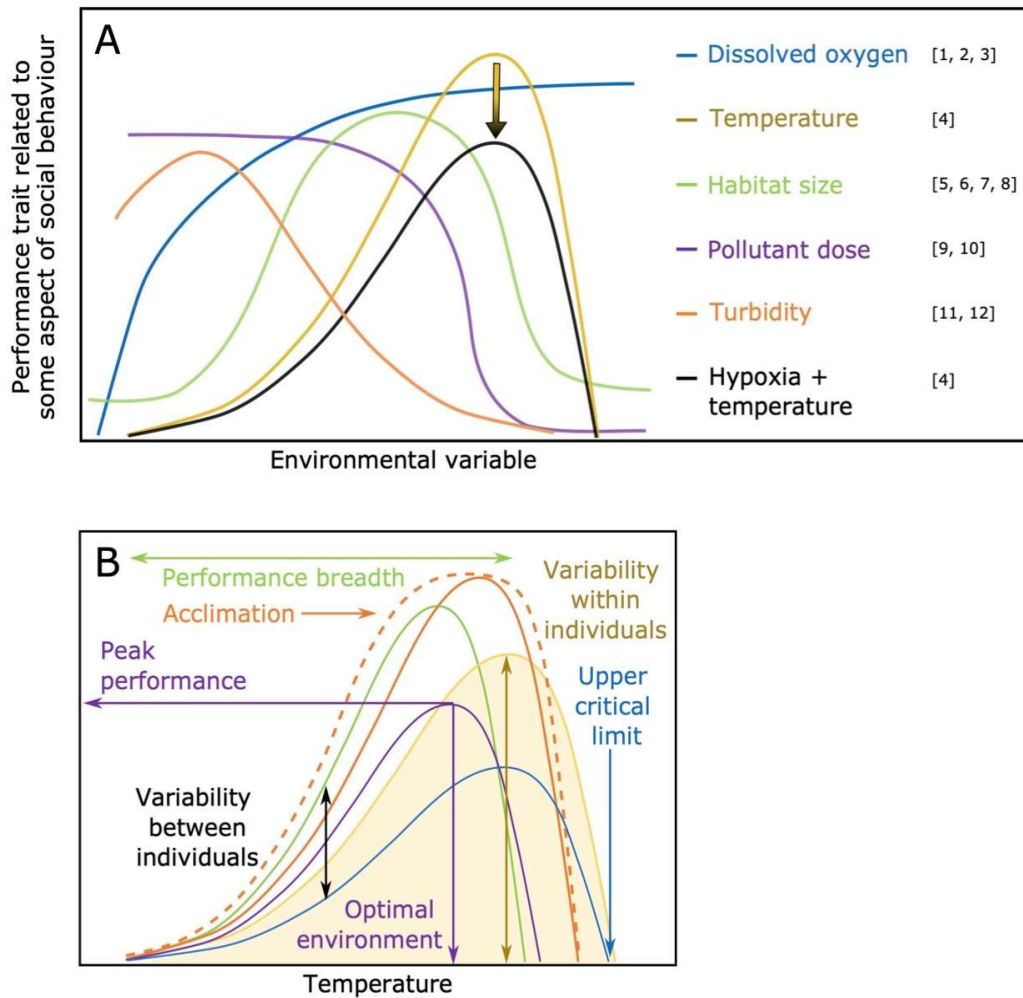 A
Performance trait related to
some aspect of social behaviour
Dissolved oxygen [1, 2, 3]
Temperature [4]
Habitat size [5, 6, 7, 8]
Pollutant dose [9, 10]
Turbidity [11, 12]
Hypoxia + [4]
temperature
Environmental variable
B
Performance breadth
Acclimation
Variability
within
individuals
Peak
performance
Upper
critical
limit
Variability
between
individuals
Optimal
environment
Temperature